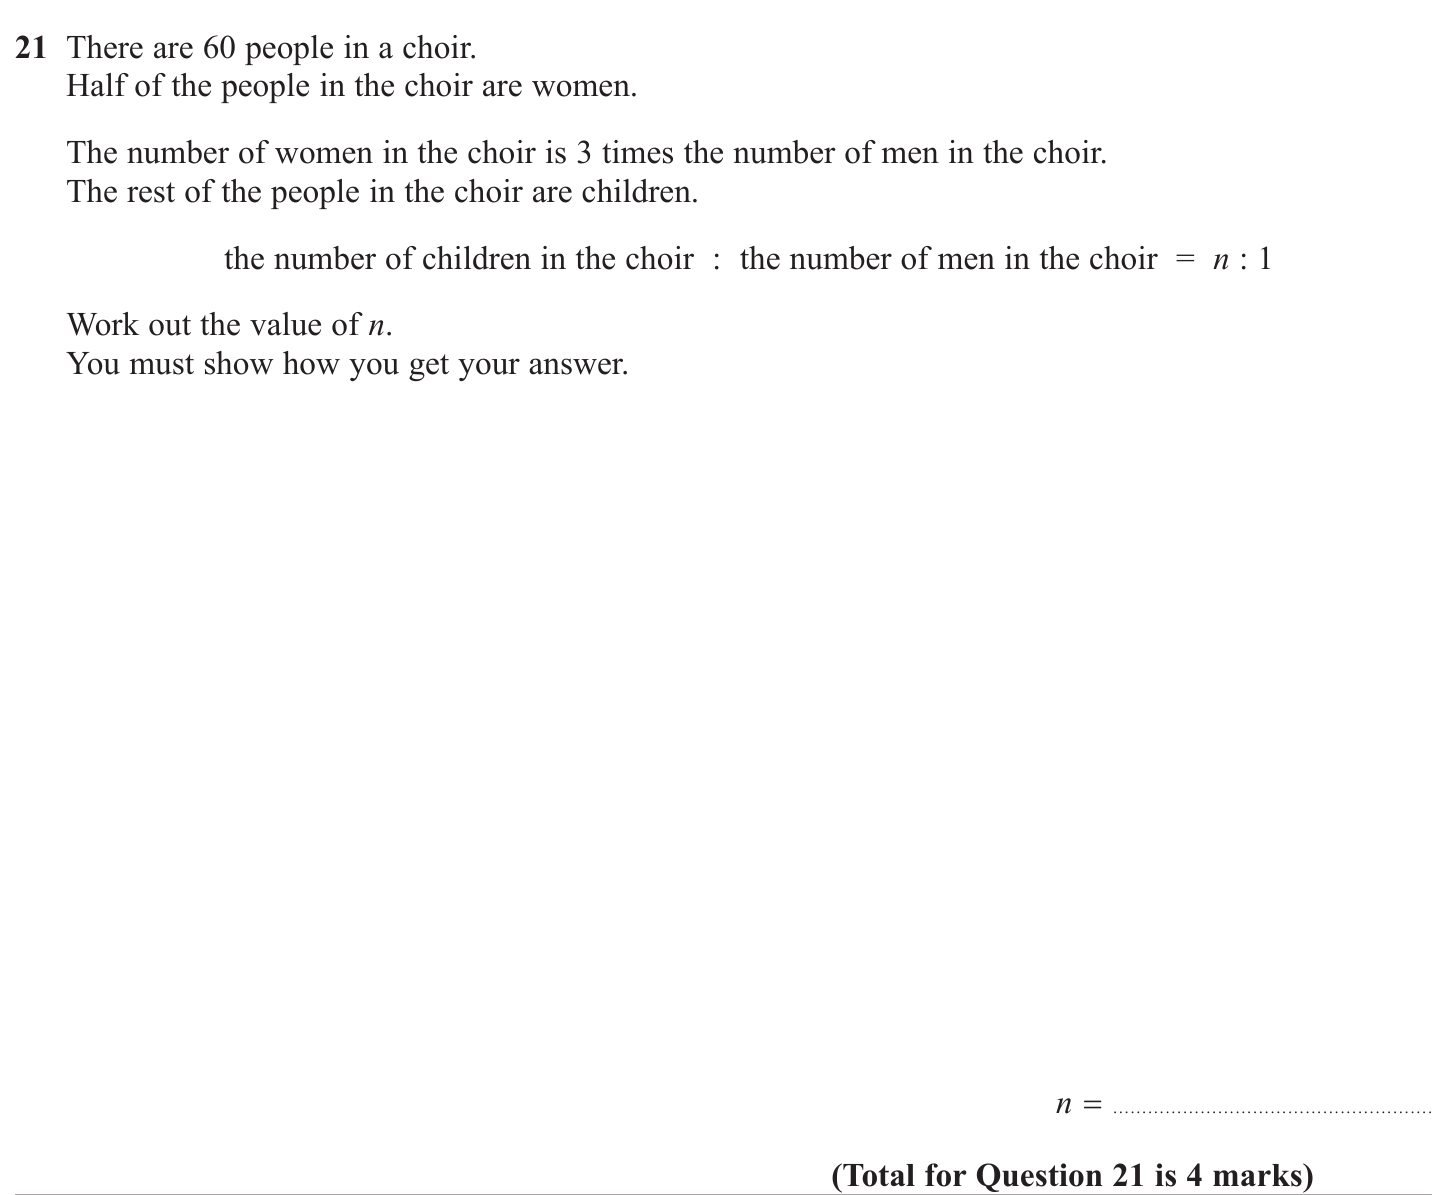 21 There are 60 people in a choir.
Half of the people in the choir are women.
The number of women in the choir is 3 times the number of men in the choir.
The rest of the people in the choir are children.
the number of children in the choir : the number of men in the choir = n : 1
Work out the value of n.
You must show how you get your answer.
n = ........................................................
(Total for Question 21 is 4 marks)